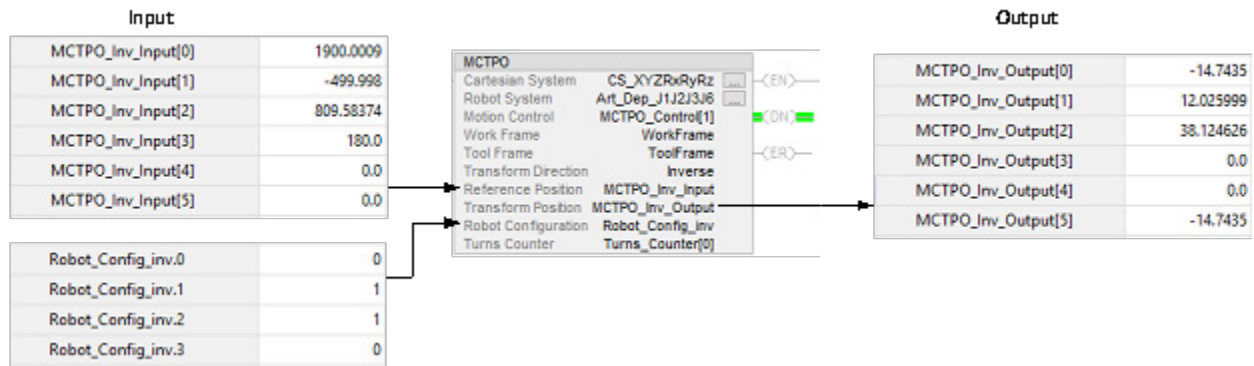 Input
MCTPO_Inv_Input[0] 1900.0009
MCTPO_Inv_Input[1] -499.998
MCTPO_Inv_Input[2] 809.58374
MCTPO_Inv_Input[3] 180.0
MCTPO_Inv_Input[4] 0.0
MCTPO_Inv_Input[5] 0.0
Robot_Config_inv.0 0
Robot_Config_inv.1 1
Robot_Config_inv.2 1
Robot_Config_inv.3 0
MCTPO
Cartesian System CS_XYZRxRyRz ... (EN)
Robot System Art_Dep_J1J2J3J6 ...
Motion Control MCTPO_Control[1] (DN)
Work Frame WorkFrame
Tool Frame ToolFrame (ER)
Transform Direction Inverse
Reference Position MCTPO_Inv_Input
Transform Position MCTPO_Inv_Output
Robot Configuration Robot_Config_inv
Turns Counter Turns_Counter[0]
Output
MCTPO_Inv_Output[0] -14.7435
MCTPO_Inv_Output[1] 12.025999
MCTPO_Inv_Output[2] 38.124626
MCTPO_Inv_Output[3] 0.0
MCTPO_Inv_Output[4] 0.0
MCTPO_Inv_Output[5] -14.7435